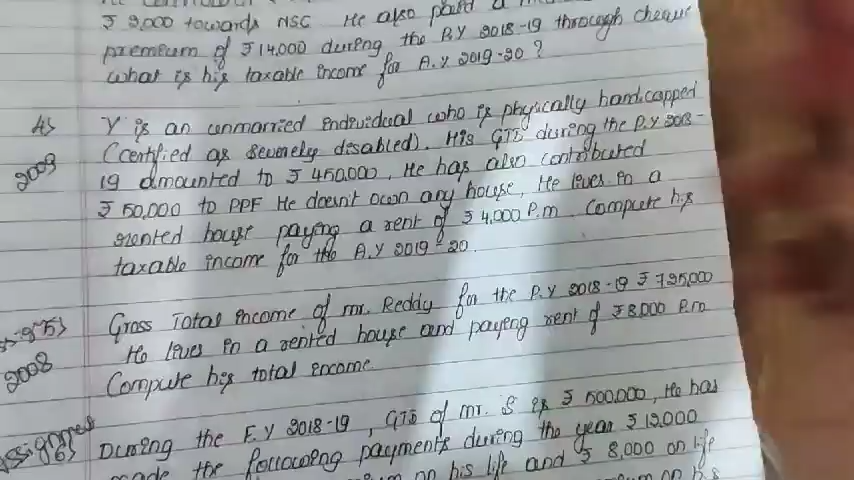 ₹ 9,000 towards NSC He also paid a
premium of ₹ 14,000 during the P.Y 2018-19 through cheque
what is his taxable income for A.Y 2019-20 ?
4) Y is an unmarried individual who is physically handicapped
(certified as severely disabled). His GTI during the P.Y 2018-
2009
19 amounted to ₹ 450,000. He has also contributed
₹ 50,000 to PPF He doesn't own any house, He lives in a
rented house paying a rent of ₹ 4,000 P.m. Compute his
taxable income for the A.Y 2019-20.
5) Gross Total income of mr. Reddy for the P.Y 2018-19 ₹ 725,000
He lives in a rented house and paying rent of ₹ 8,000 P.m
2008
Compute his total income.
6) During the F.Y 2018-19, GTI of mr. S is ₹ 500,000, He has
made the following payments during the year ₹ 12,000
on his life and ₹ 8,000 on life